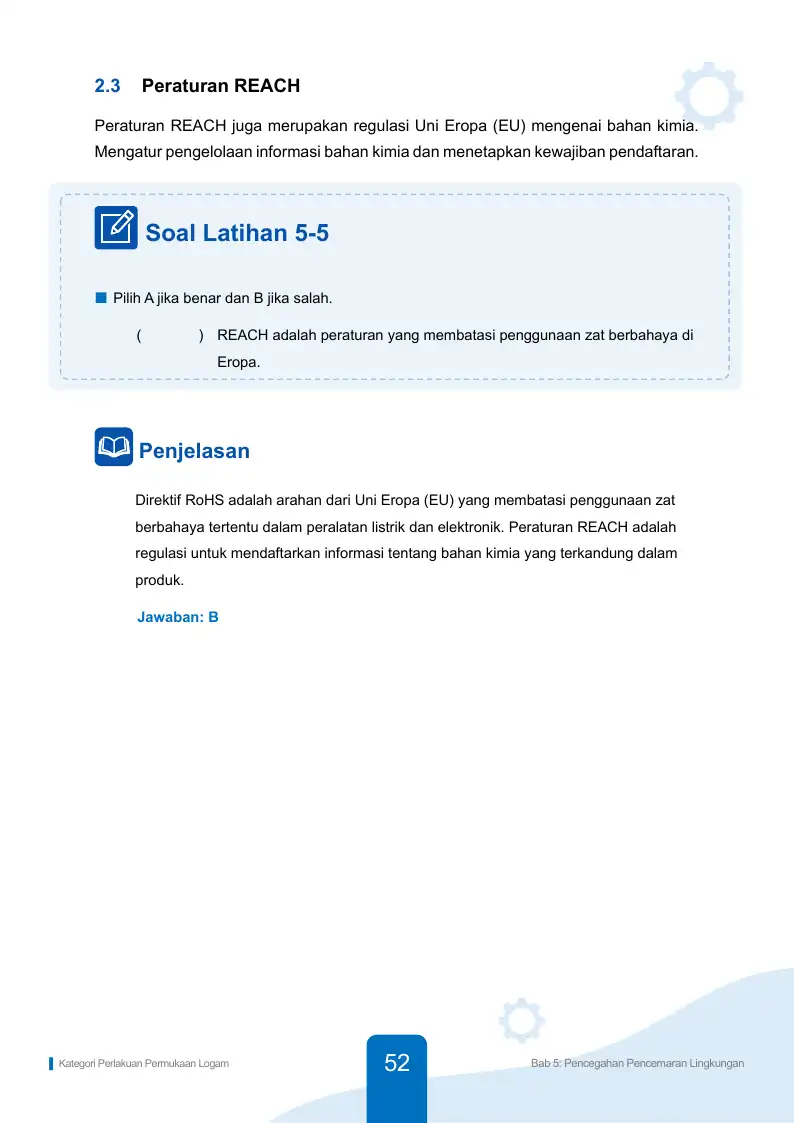 2.3 Peraturan REACH
Peraturan REACH juga merupakan regulasi Uni Eropa (EU) mengenai bahan kimia.
Mengatur pengelolaan informasi bahan kimia dan menetapkan kewajiban pendaftaran.
Soal Latihan 5-5
■ Pilih A jika benar dan B jika salah.
( ) REACH adalah peraturan yang membatasi penggunaan zat berbahaya di
Eropa.
Penjelasan
Direktif RoHS adalah arahan dari Uni Eropa (EU) yang membatasi penggunaan zat
berbahaya tertentu dalam peralatan listrik dan elektronik. Peraturan REACH adalah
regulasi untuk mendaftarkan informasi tentang bahan kimia yang terkandung dalam
produk.
Jawaban: B
Kategori Perlakuan Permukaan Logam
52
Bab 5: Pencegahan Pencemaran Lingkungan